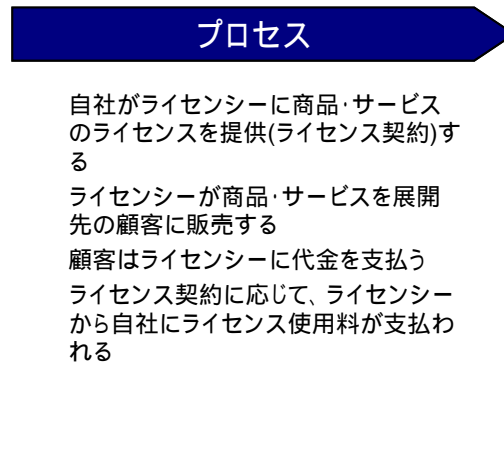 プロセス
自社がライセンシーに商品･サービス
のライセンスを提供(ライセンス契約)す
る
ライセンシーが商品･サービスを展開
先の顧客に販売する
顧客はライセンシーに代金を支払う
ライセンス契約に応じて、ライセンシー
から自社にライセンス使用料が支払わ
れる